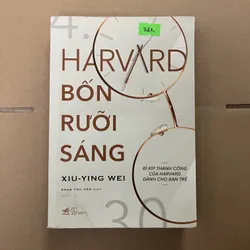 4.
HARVARD
BỐN
RƯỠI
SÁNG
XIU-YING WEI
BÍ KÍP THÀNH CÔNG
CỦA HARVARD
DÀNH CHO BẠN TRẺ
30